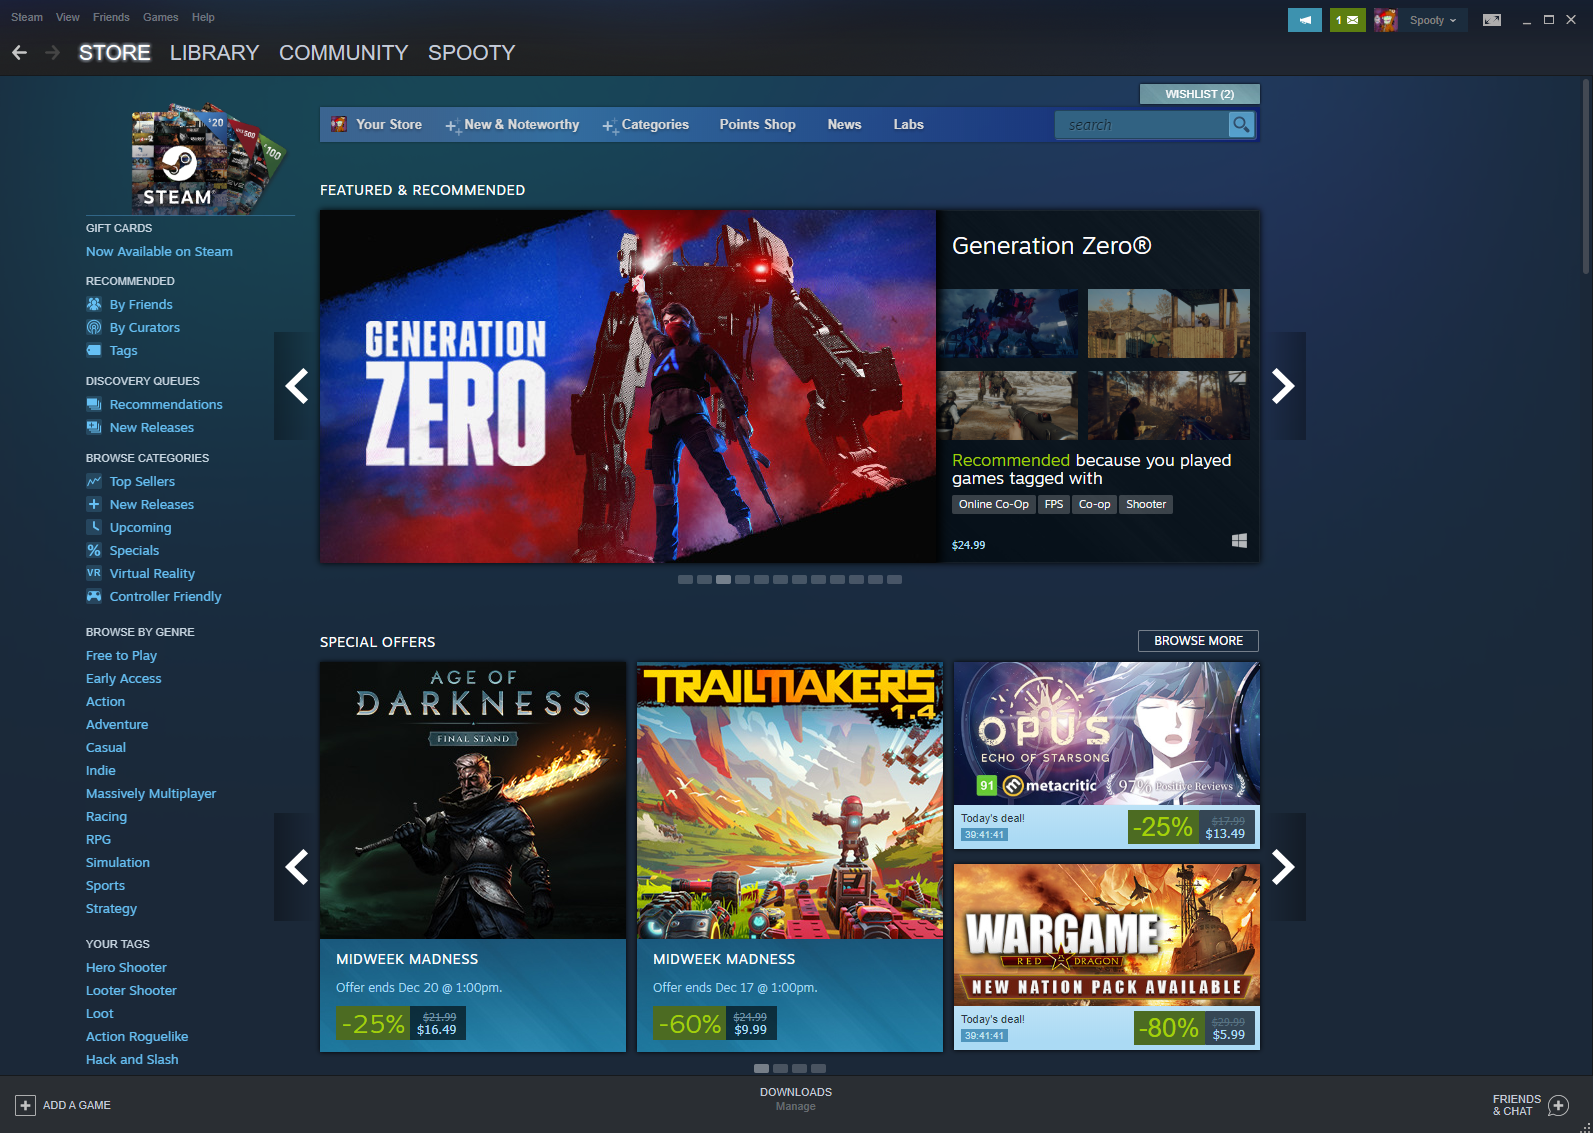 Steam View Friends Games Help
1 Spooty
STORE LIBRARY COMMUNITY SPOOTY
WISHLIST (2)
Your Store New & Noteworthy Categories Points Shop News Labs search
$20
500
$100
STEAM
GIFT CARDS
Now Available on Steam
RECOMMENDED
By Friends
By Curators
Tags
DISCOVERY QUEUES
Recommendations
New Releases
BROWSE CATEGORIES
Top Sellers
New Releases
Upcoming
% Specials
VR Virtual Reality
Controller Friendly
BROWSE BY GENRE
Free to Play
Early Access
Action
Adventure
Casual
Indie
Massively Multiplayer
Racing
RPG
Simulation
Sports
Strategy
YOUR TAGS
Hero Shooter
Looter Shooter
Loot
Action Roguelike
Hack and Slash
FEATURED & RECOMMENDED
GENERATION
ZERO
Generation Zero®
Recommended because you played
games tagged with
Online Co-Op FPS Co-op Shooter
$24.99
SPECIAL OFFERS
BROWSE MORE
AGE OF
DARKNESS
FINAL STAND
MIDWEEK MADNESS
Offer ends Dec 20 @ 1:00pm.
-25% $21.99
$16.49
TRAILMAKERS
1.4
MIDWEEK MADNESS
Offer ends Dec 17 @ 1:00pm.
-60% $24.99
$9.99
OPUS
ECHO OF STARSONG
91 metacritic 97% Positive Reviews
Today's deal!
39:41:41
-25% $17.99
$13.49
WARGAME
RED DRAGON
NEW NATION PACK AVAILABLE
Today's deal!
39:41:41
-80% $29.99
$5.99
ADD A GAME
DOWNLOADS
Manage
FRIENDS
& CHAT